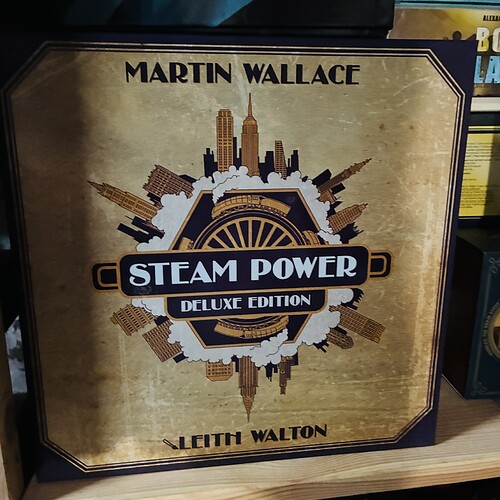 MARTIN WALLACE
STEAM POWER
DELUXE EDITION
LEITH WALTON